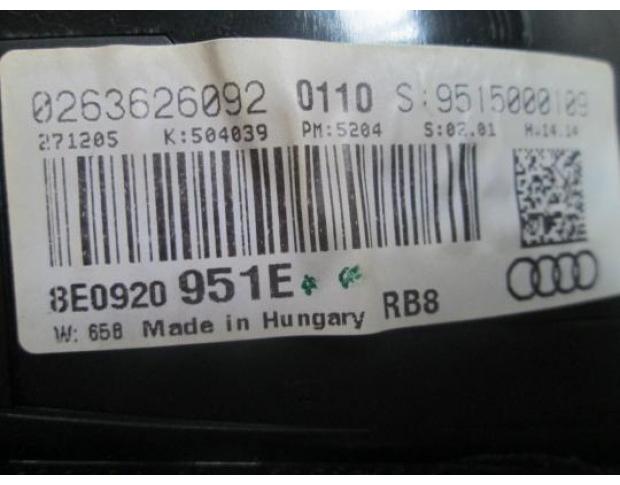 0263626092 0110 S:9515000109
271205 K:504039 PM:5204 S:02.01 H.14.14
8E0920 951E RB8
W: 658 Made in Hungary